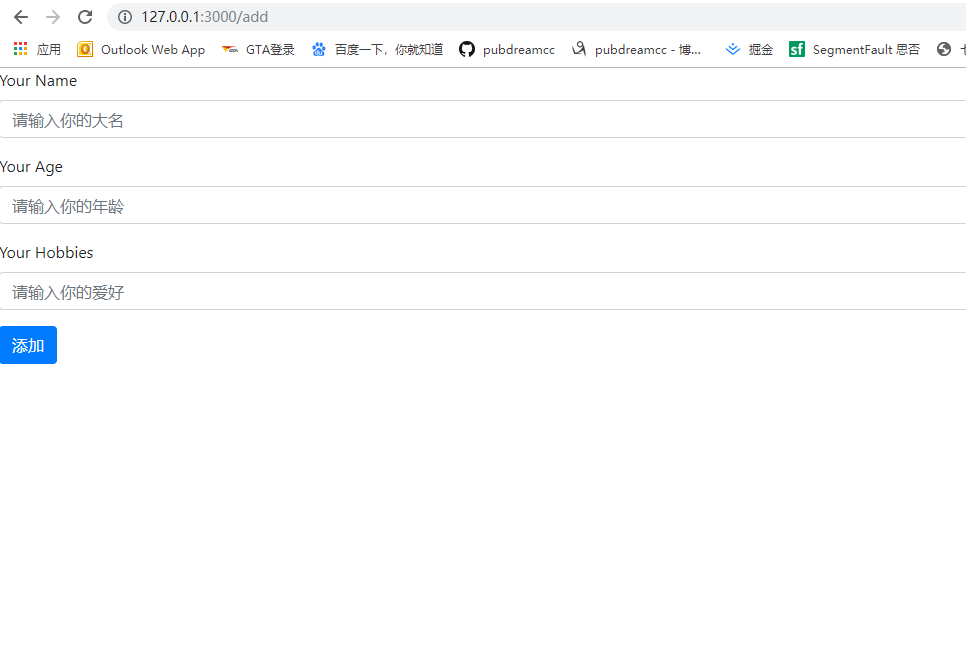 127.0.0.1:3000/add
应用 Outlook Web App GTA登录 百度一下，你就知道 pubdreamcc pubdreamcc - 博... 掘金 SegmentFault 思否
Your Name
请输入你的大名
Your Age
请输入你的年龄
Your Hobbies
请输入你的爱好
添加